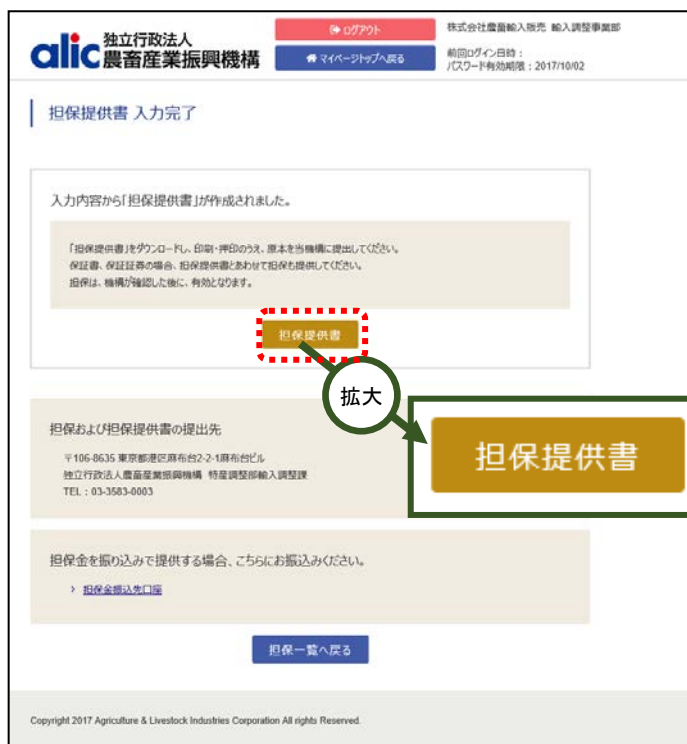 alic 独立行政法人
農畜産業振興機構
ログアウト
マイページトップへ戻る
株式会社農畜輸入販売 輸入調整事業部
前回ログイン日時：
パスワード有効期限：2017/10/02
担保提供書 入力完了
入力内容から「担保提供書」が作成されました。
「担保提供書」をダウンロードし、印刷・押印のうえ、原本を当機構に提出してください。
保証書、保証証券の場合、担保提供書とあわせて担保も提供してください。
担保は、機構が確認した後に、有効となります。
担保提供書
拡大
担保提供書
担保および担保提供書の提出先
〒106-8635 東京都港区麻布台2-2-1麻布台ビル
独立行政法人農畜産業振興機構 特産調整部輸入調整課
TEL：03-3583-0003
担保金を振り込みで提供する場合、こちらにお振込みください。
› 担保金振込先口座
担保一覧へ戻る
Copyright 2017 Agriculture & Livestock Industries Corporation All rights Reserved.